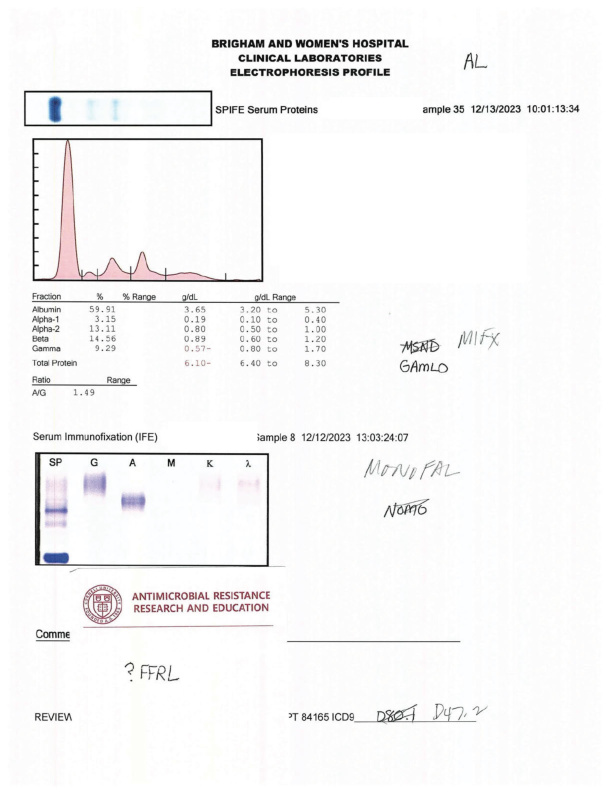 BRIGHAM AND WOMEN'S HOSPITAL
CLINICAL LABORATORIES
ELECTROPHORESIS PROFILE
AL
SPIFE Serum Proteins ample 35 12/13/2023 10:01:13:34
Fraction % % Range g/dL g/dL Range
Albumin 59.91 3.65 3.20 to 5.30
Alpha-1 3.15 0.19 0.10 to 0.40
Alpha-2 13.11 0.80 0.50 to 1.00
Beta 14.56 0.89 0.60 to 1.20
Gamma 9.29 0.57- 0.80 to 1.70
Total Protein 6.10- 6.40 to 8.30
MSND MIFX
GAMLO
Ratio Range
A/G 1.49
Serum Immunofixation (IFE) Sample 8 12/12/2023 13:03:24:07
SP G A M K λ
MONOFAL
NOMO
ANTIMICROBIAL RESISTANCE
RESEARCH AND EDUCATION
Comme
? FFRL
REVIEW PT 84165 ICD9 D80.1 D47.2